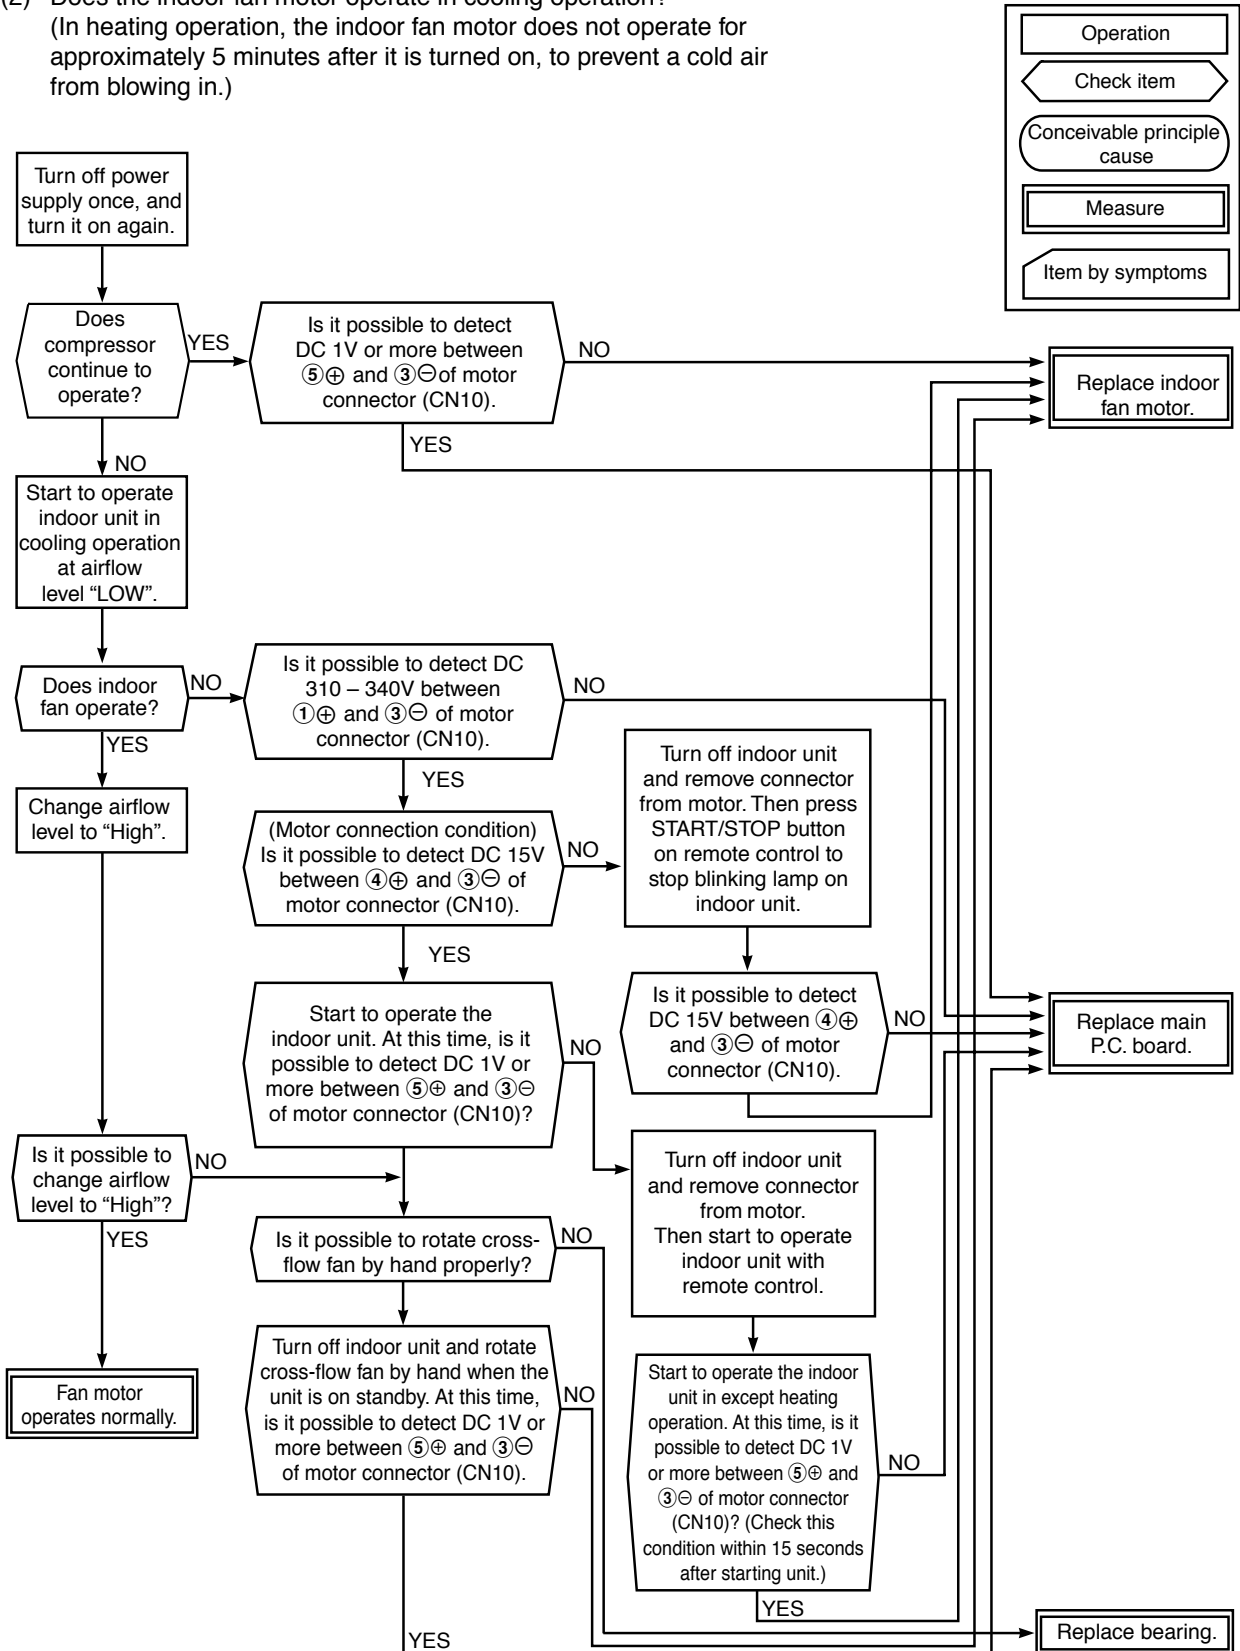 (2) Does the indoor fan motor operate in cooling operation?
(In heating operation, the indoor fan motor does not operate for
approximately 5 minutes after it is turned on, to prevent a cold air
from blowing in.)
Operation
Check item
Conceivable principle
cause
Measure
Item by symptoms
Turn off power
supply once, and
turn it on again.
Does
compressor
continue to
operate?
YES
Is it possible to detect
DC 1V or more between
⑤⊕ and ③⊖of motor
connector (CN10).
NO
Replace indoor
fan motor.
YES
NO
Start to operate
indoor unit in
cooling operation
at airflow
level “LOW”.
Does indoor
fan operate?
NO
Is it possible to detect DC
310 – 340V between
①⊕ and ③⊖ of motor
connector (CN10).
NO
YES
YES
Change airflow
level to “High”.
(Motor connection condition)
Is it possible to detect DC 15V
between ④⊕ and ③⊖ of
motor connector (CN10).
NO
Turn off indoor unit
and remove connector
from motor. Then press
START/STOP button
on remote control to
stop blinking lamp on
indoor unit.
YES
Start to operate the
indoor unit. At this time, is it
possible to detect DC 1V or
more between ⑤⊕ and ③⊖
of motor connector (CN10)?
NO
Is it possible to detect
DC 15V between ④⊕
and ③⊖ of motor
connector (CN10).
NO
Replace main
P.C. board.
Is it possible to
change airflow
level to “High”?
NO
YES
Turn off indoor unit
and remove connector
from motor.
Then start to operate
indoor unit with
remote control.
Is it possible to rotate cross-
flow fan by hand properly?
NO
Fan motor
operates normally.
Turn off indoor unit and rotate
cross-flow fan by hand when the
unit is on standby. At this time,
is it possible to detect DC 1V or
more between ⑤⊕ and ③⊖
of motor connector (CN10).
NO
Start to operate the indoor
unit in except heating
operation. At this time, is it
possible to detect DC 1V
or more between ⑤⊕ and
③⊖ of motor connector
(CN10)? (Check this
condition within 15 seconds
after starting unit.)
NO
YES
YES
Replace bearing.